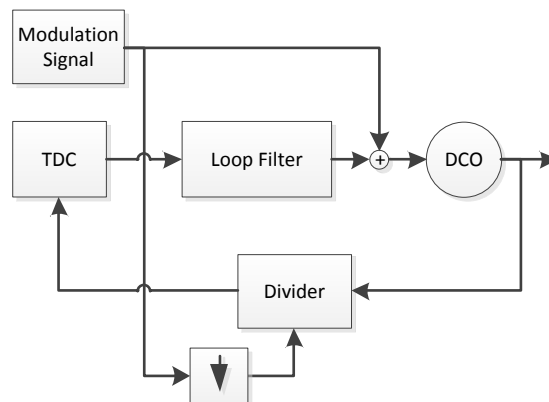 Modulation
Signal
TDC
Loop Filter
+
DCO
Divider